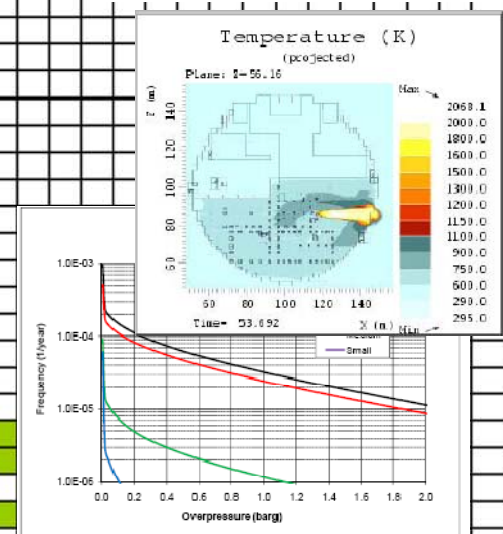 Temperature (K)
(projected)
Plane: Z=56.16
Max
2068.1
2000.0
1800.0
1600.0
1500.0
1300.0
1200.0
1150.0
1100.0
900.0
750.0
600.0
290.0
295.0
Min
140
120
100
80
60
60 80 100 120 140
X (m)
Time= 53.692
Small
1.0E-03
1.0E-04
1.0E-05
1.0E-06
Frequency (1/year)
0.0 0.2 0.4 0.6 0.8 1.0 1.2 1.4 1.6 1.8 2.0
Overpressure (barg)